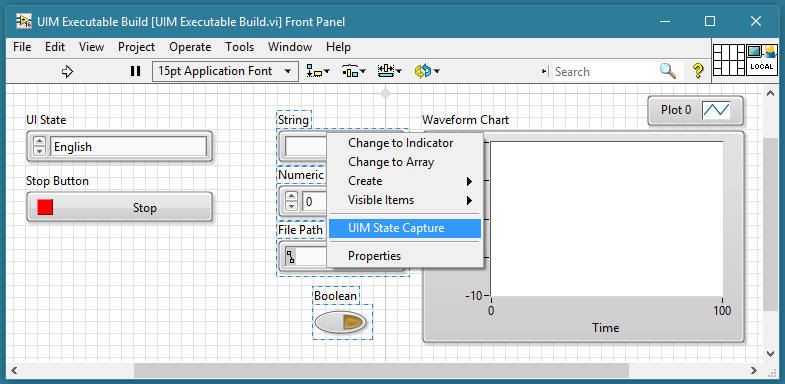 UIM Executable Build [UIM Executable Build.vi] Front Panel
File Edit View Project Operate Tools Window Help
15pt Application Font
Search
?
LOCAL
Plot 0
UI State
English
Stop Button
Stop
String
Numeric
0
File Path
Boolean
Change to Indicator
Change to Array
Create
Visible Items
UIM State Capture
Properties
Waveform Chart
-10
0
100
Time